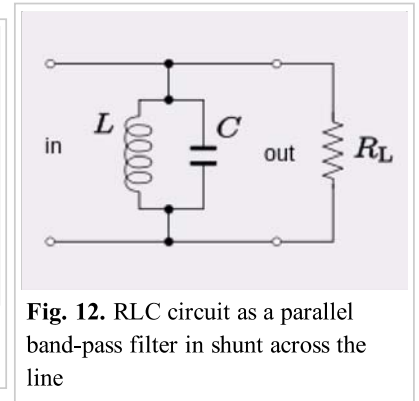 L
C
in
out
RL
Fig. 12. RLC circuit as a parallel
band-pass filter in shunt across the
line